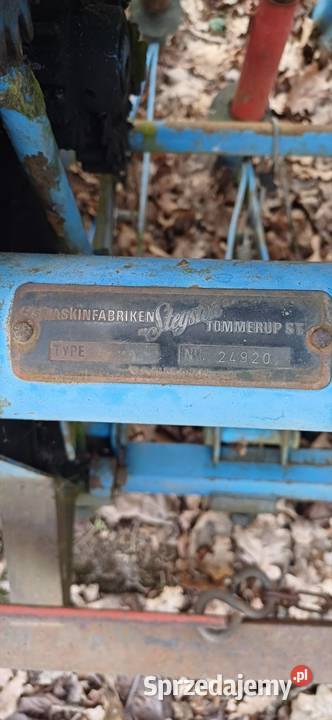 MASKINFABRIKEN "Stegsted" TOMMERUP ST.
TYPE NR. 24920
Sprzedajemy.pl